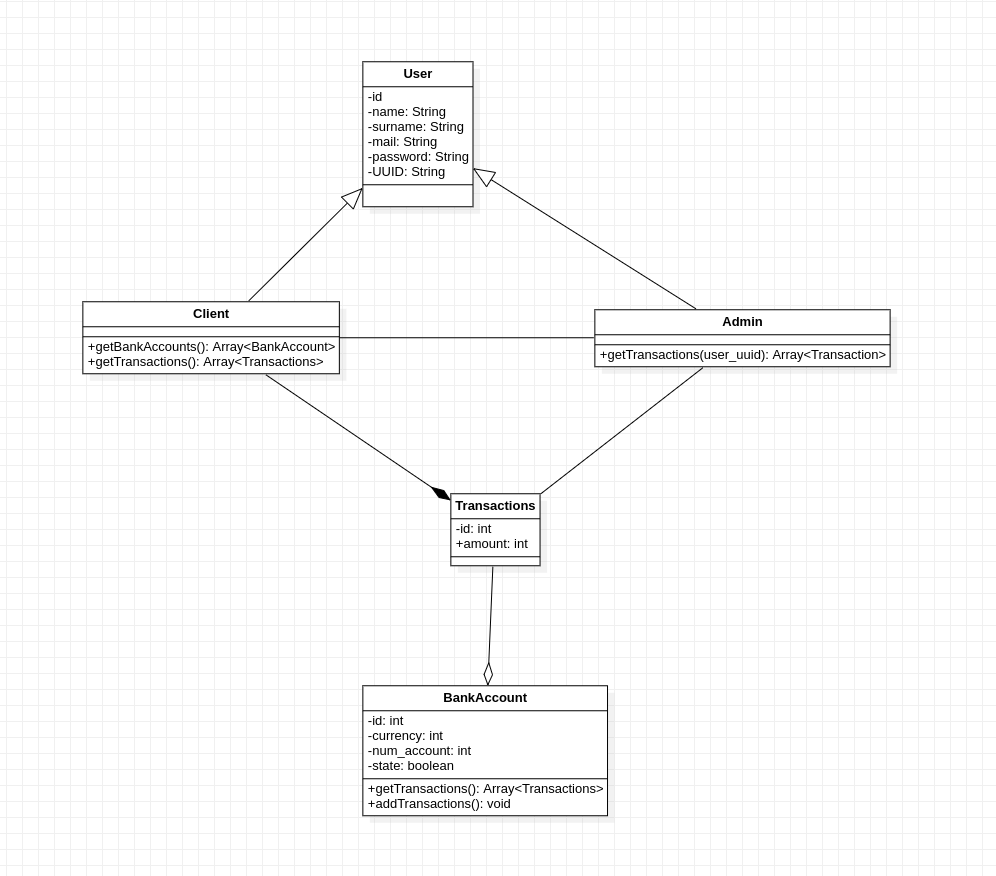 User
-id
-name: String
-surname: String
-mail: String
-password: String
-UUID: String
Client
+getBankAccounts(): Array<BankAccount>
+getTransactions(): Array<Transactions>
Admin
+getTransactions(user_uuid): Array<Transaction>
Transactions
-id: int
+amount: int
BankAccount
-id: int
-currency: int
-num_account: int
-state: boolean
+getTransactions(): Array<Transactions>
+addTransactions(): void